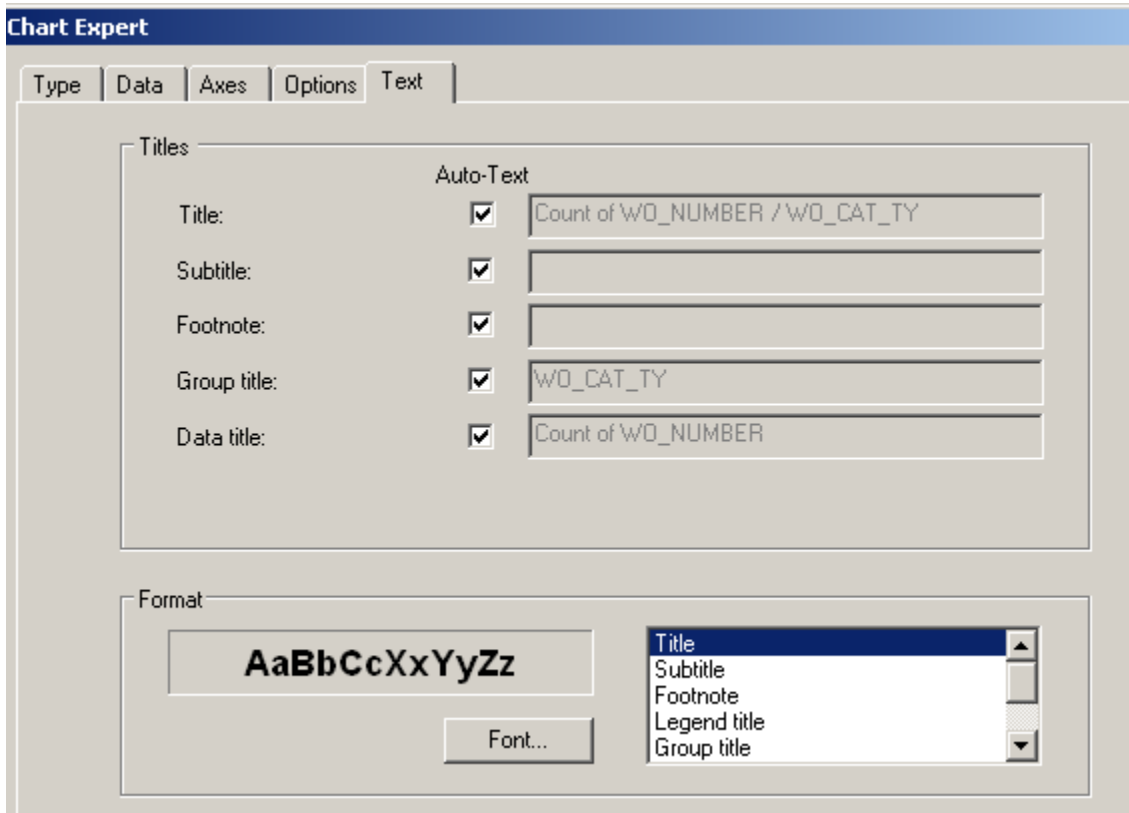 Chart Expert
Type Data Axes Options Text
Titles
Auto-Text
Title: Count of WO_NUMBER / WO_CAT_TY
Subtitle:
Footnote:
Group title: WO_CAT_TY
Data title: Count of WO_NUMBER
Format
AaBbCcXxYyZz
Font...
Title
Subtitle
Footnote
Legend title
Group title